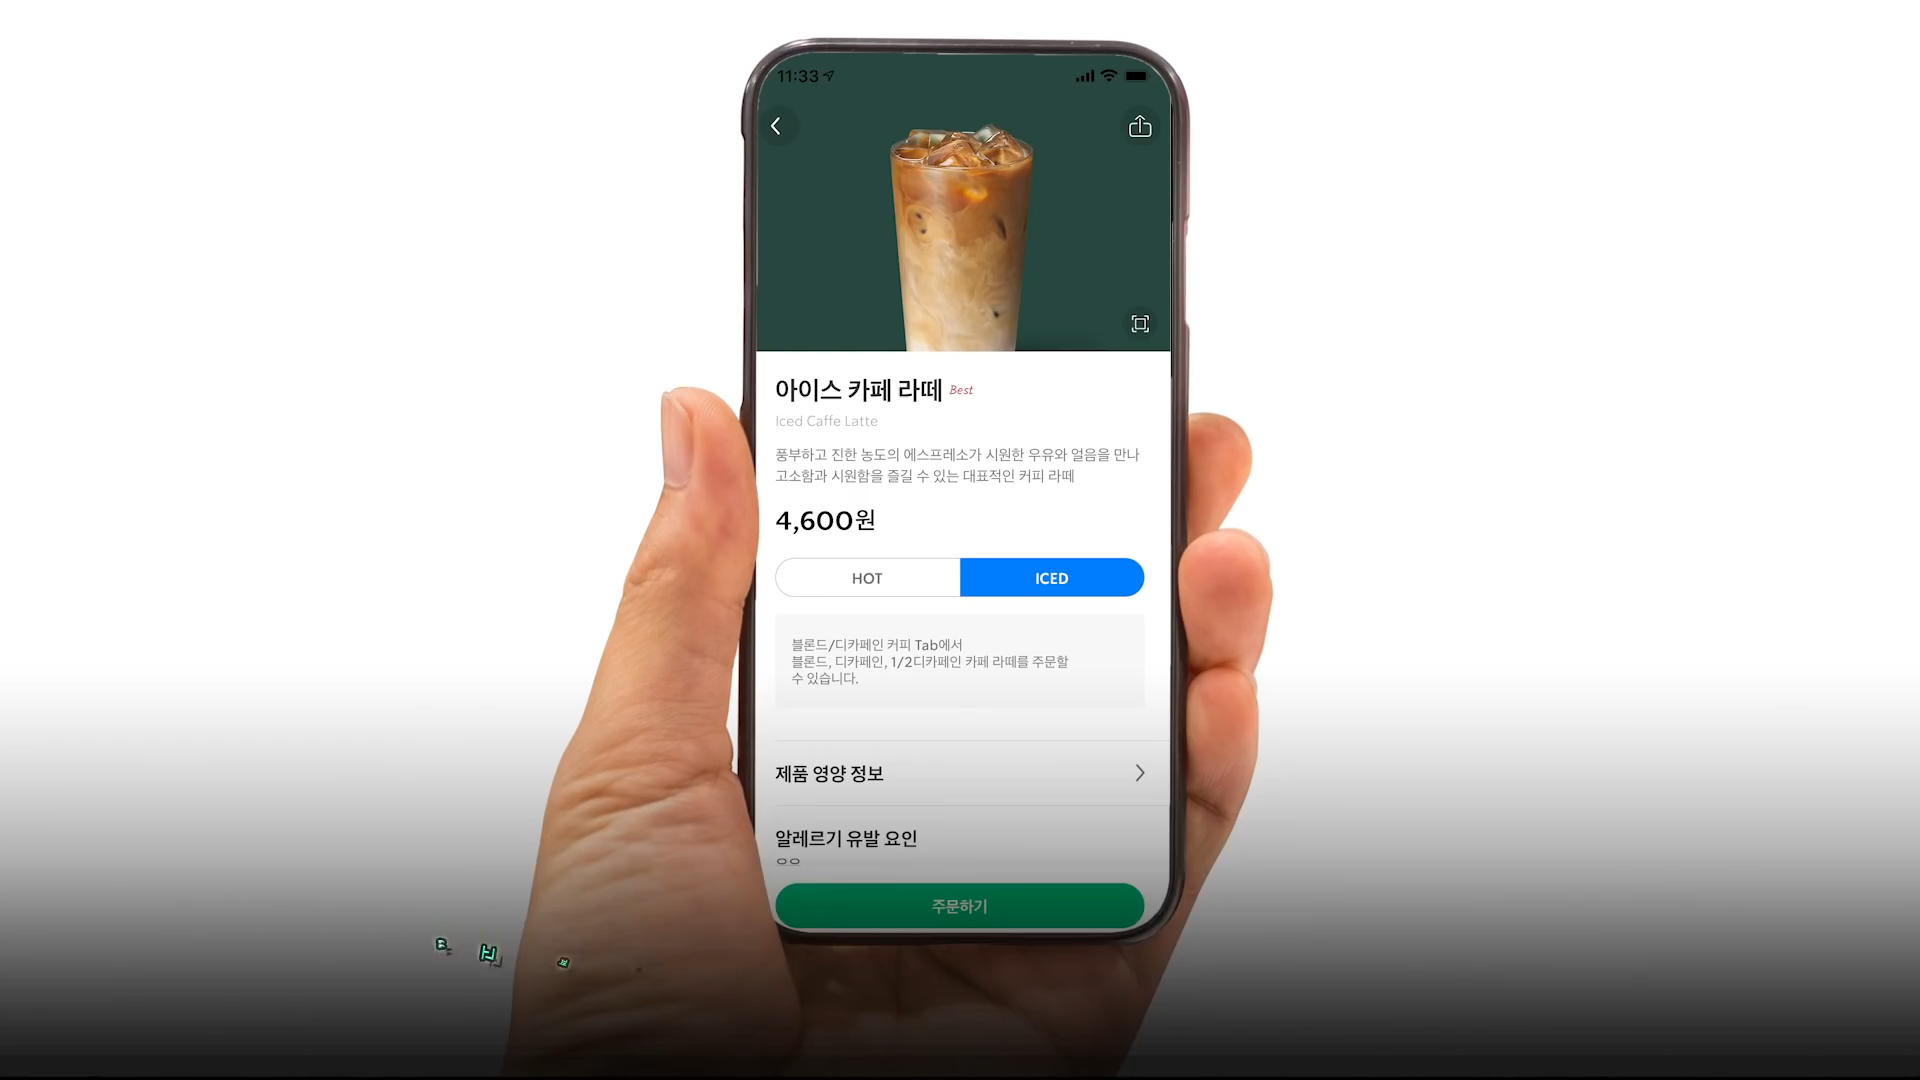 11:33
아이스 카페 라떼 Best
Iced Caffe Latte
풍부하고 진한 농도의 에스프레소가 시원한 우유와 얼음을 만나
고소함과 시원함을 즐길 수 있는 대표적인 커피 라떼
4,600원
HOT ICED
블론드/디카페인 커피 Tab에서
블론드, 디카페인, 1/2디카페인 카페 라떼를 주문할
수 있습니다.
제품 영양 정보
알레르기 유발 요인
주문하기